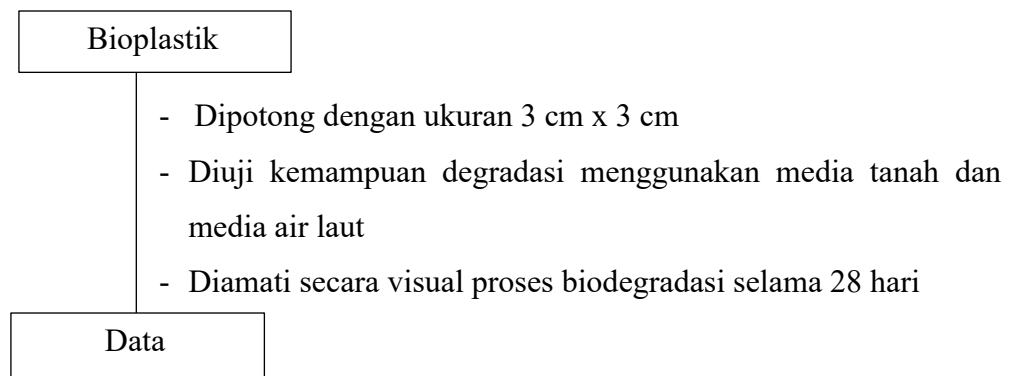 Bioplastik
- Dipotong dengan ukuran 3 cm x 3 cm
- Diuji kemampuan degradasi menggunakan media tanah dan
media air laut
- Diamati secara visual proses biodegradasi selama 28 hari
Data